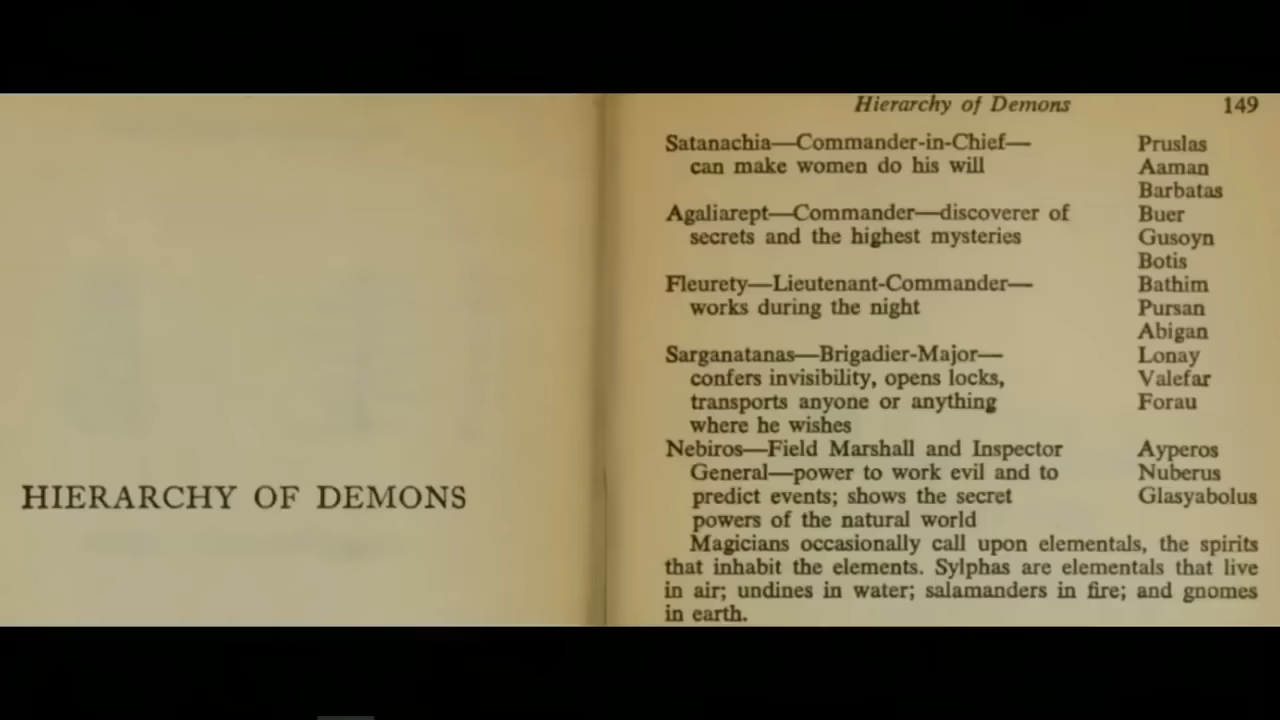 HIERARCHY OF DEMONS
Hierarchy of Demons 149
Satanachia—Commander-in-Chief— Pruslas
can make women do his will Aaman
Barbatas
Agaliarept—Commander—discoverer of Buer
secrets and the highest mysteries Gusoyn
Botis
Fleurety—Lieutenant-Commander— Bathim
works during the night Pursan
Abigan
Sarganatanas—Brigadier-Major— Lonay
confers invisibility, opens locks, Valefar
transports anyone or anything Forau
where he wishes
Nebiros—Field Marshall and Inspector Ayperos
General—power to work evil and to Nuberus
predict events; shows the secret Glasyabolus
powers of the natural world
Magicians occasionally call upon elementals, the spirits
that inhabit the elements. Sylphas are elementals that live
in air; undines in water; salamanders in fire; and gnomes
in earth.